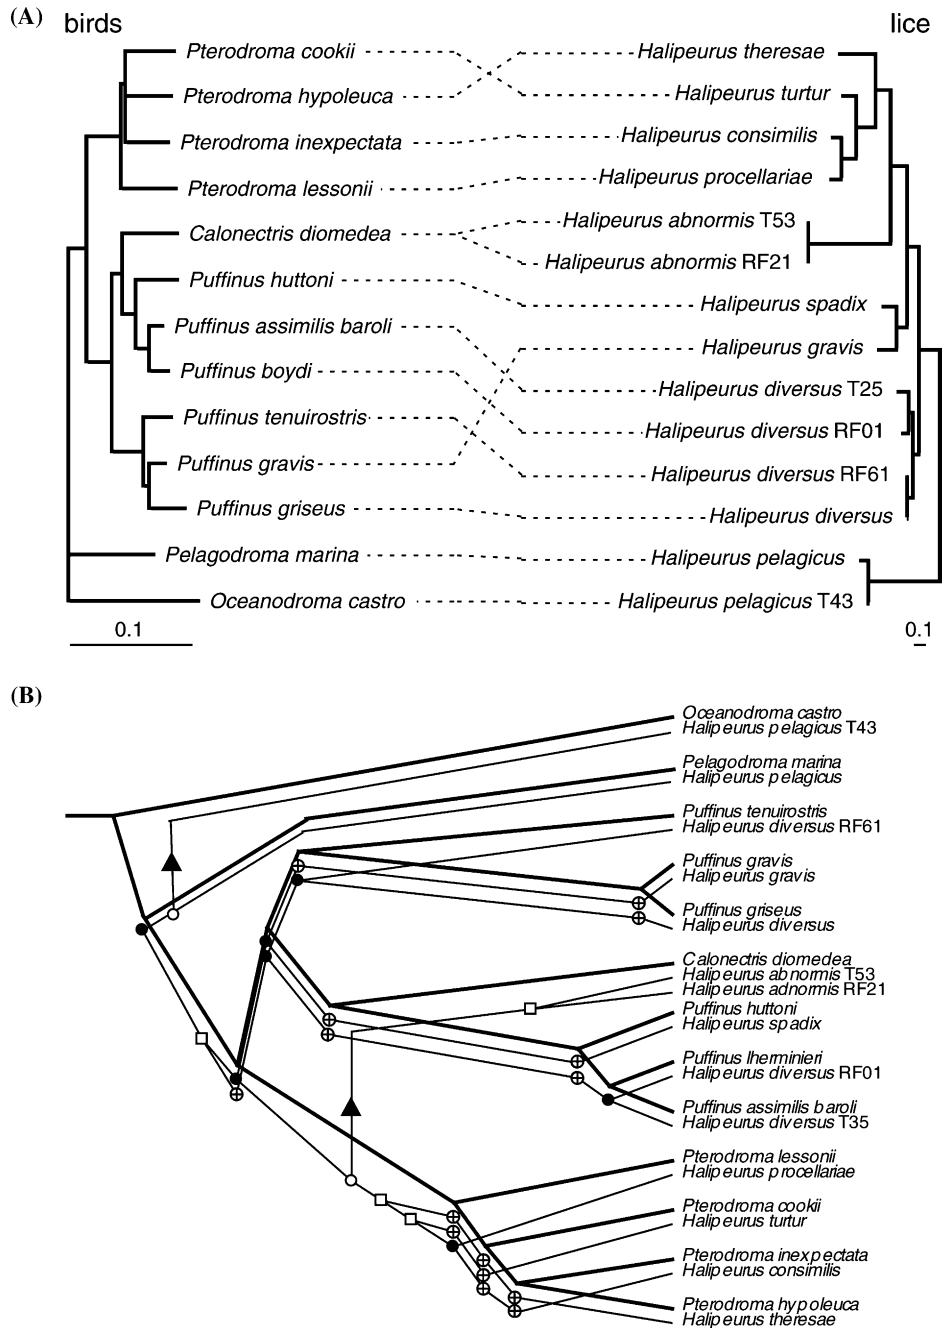 (A)
birds
lice
Pterodroma cookii
Halipeurus theresae
Pterodroma hypoleuca
Halipeurus turtur
Pterodroma inexpectata
Halipeurus consimilis
Pterodroma lessonii
Halipeurus procellariae
Calonectris diomedea
Halipeurus abnormis T53
Halipeurus abnormis RF21
Puffinus huttoni
Halipeurus spadix
Puffinus assimilis baroli
Halipeurus gravis
Puffinus boydi
Halipeurus diversus T25
Puffinus tenuirostris
Halipeurus diversus RF01
Puffinus gravis
Halipeurus diversus RF61
Puffinus griseus
Halipeurus diversus
Pelagodroma marina
Halipeurus pelagicus
Oceanodroma castro
Halipeurus pelagicus T43
0.1
0.1
(B)
Oceanodroma castro
Halipeurus pelagicus T43
Pelagodroma marina
Halipeurus pelagicus
Puffinus tenuirostris
Halipeurus diversus RF61
Puffinus gravis
Halipeurus gravis
Puffinus griseus
Halipeurus diversus
Calonectris diomedea
Halipeurus abnormis T53
Halipeurus adnormis RF21
Puffinus huttoni
Halipeurus spadix
Puffinus lherminieri
Halipeurus diversus RF01
Puffinus assimilis baroli
Halipeurus diversus T35
Pterodroma lessonii
Halipeurus procellariae
Pterodroma cookii
Halipeurus turtur
Pterodroma inexpectata
Halipeurus consimilis
Pterodroma hypoleuca
Halipeurus theresae